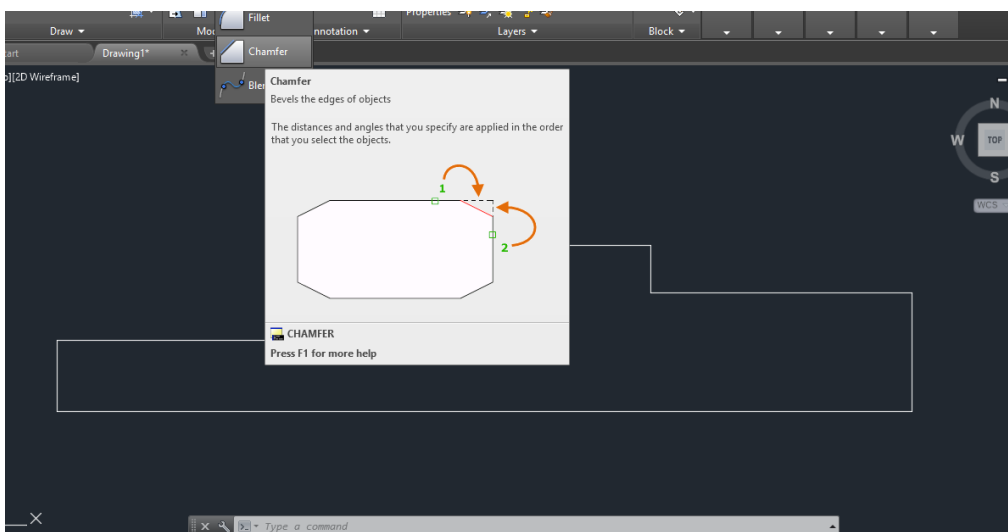 Fillet
Properties
Draw
nnotation
Layers
Block
Drawing1*
Chamfer
][2D Wireframe]
Chamfer
Bevels the edges of objects
The distances and angles that you specify are applied in the order
that you select the objects.
1
2
CHAMFER
Press F1 for more help
N
W
TOP
S
WCS
X
Type a command